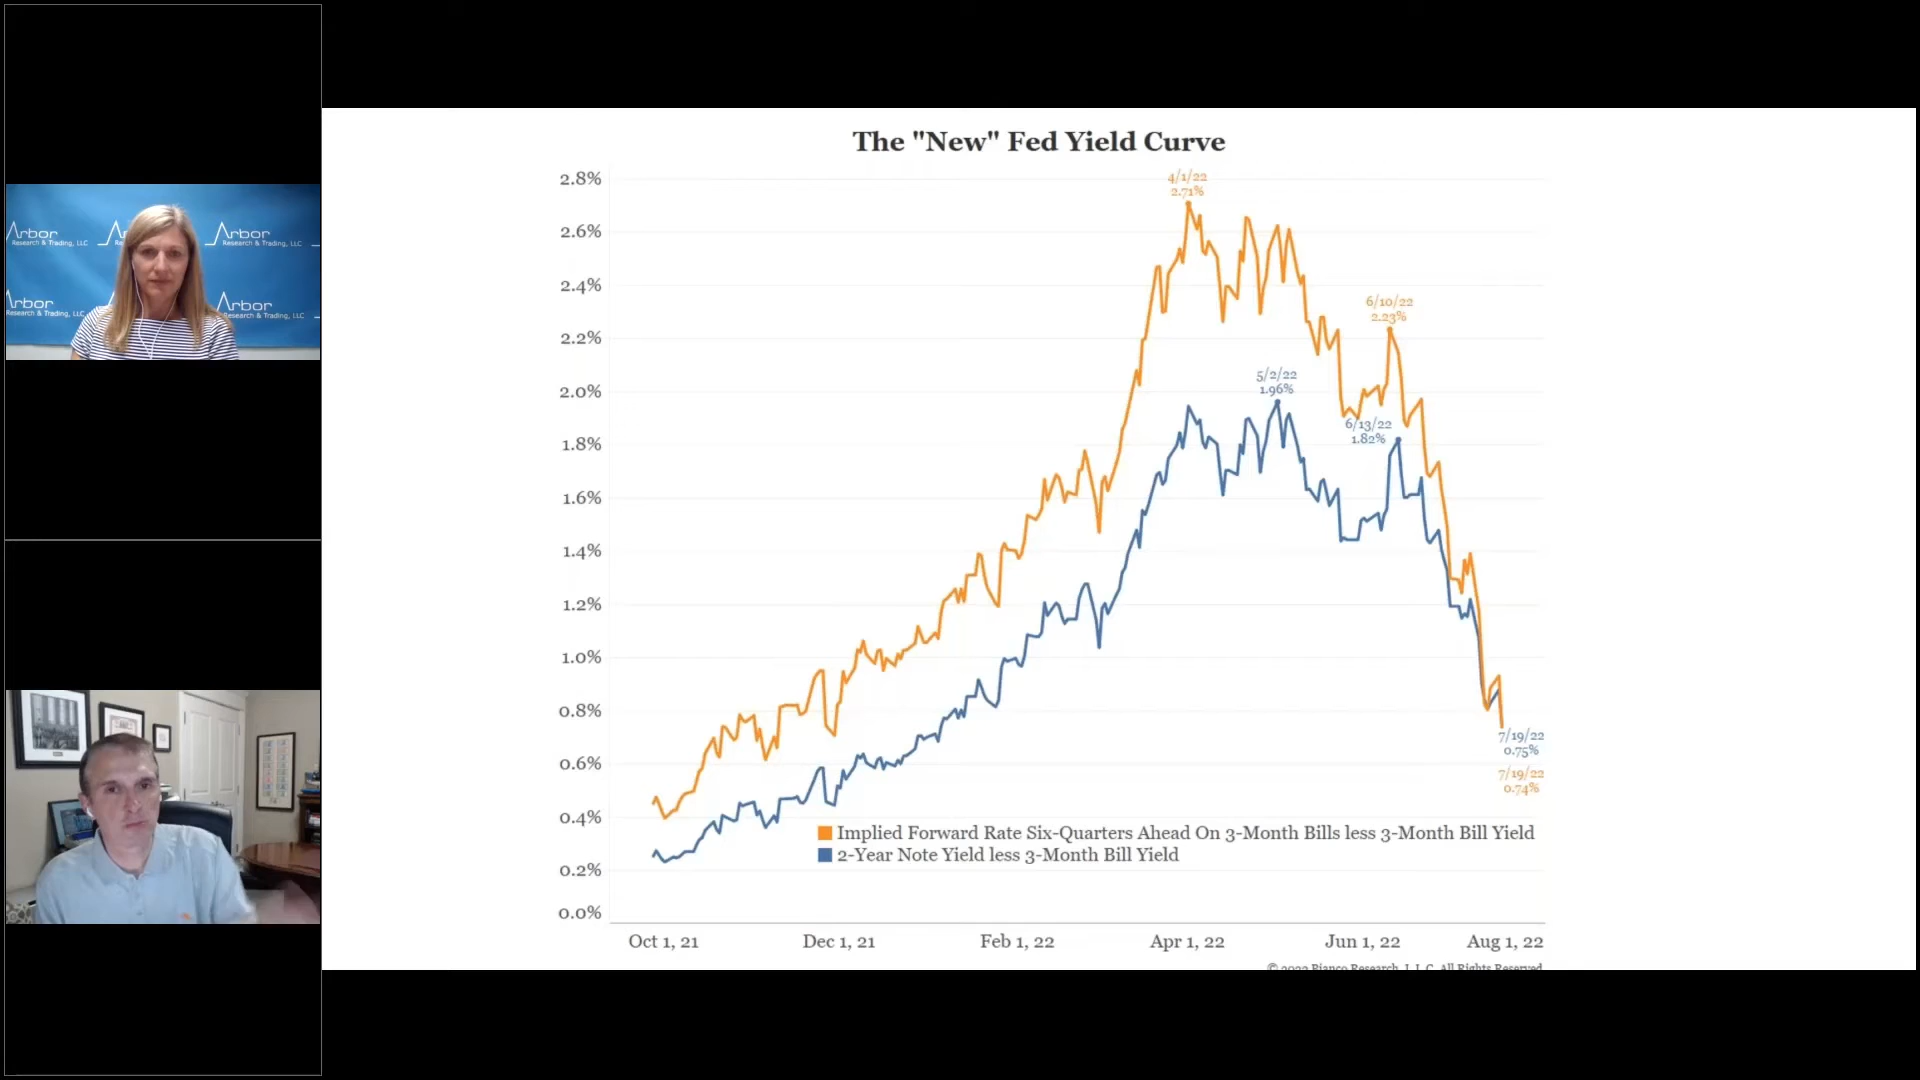 Arbor
Research & Trading, LLC
Arbor
Research & Trading, LLC
Arbor
Research & Trading, LLC
Arbor
Research & Trading, LLC
The "New" Fed Yield Curve
2.8%
2.6%
2.4%
2.2%
2.0%
1.8%
1.6%
1.4%
1.2%
1.0%
0.8%
0.6%
0.4%
0.2%
0.0%
4/1/22
2.71%
6/10/22
2.23%
5/2/22
1.96%
6/13/22
1.82%
7/19/22
0.75%
7/19/22
0.74%
Implied Forward Rate Six-Quarters Ahead On 3-Month Bills less 3-Month Bill Yield
2-Year Note Yield less 3-Month Bill Yield
Oct 1, 21
Dec 1, 21
Feb 1, 22
Apr 1, 22
Jun 1, 22
Aug 1, 22
© 2022 Bianco Research, L.L.C. All Rights Reserved